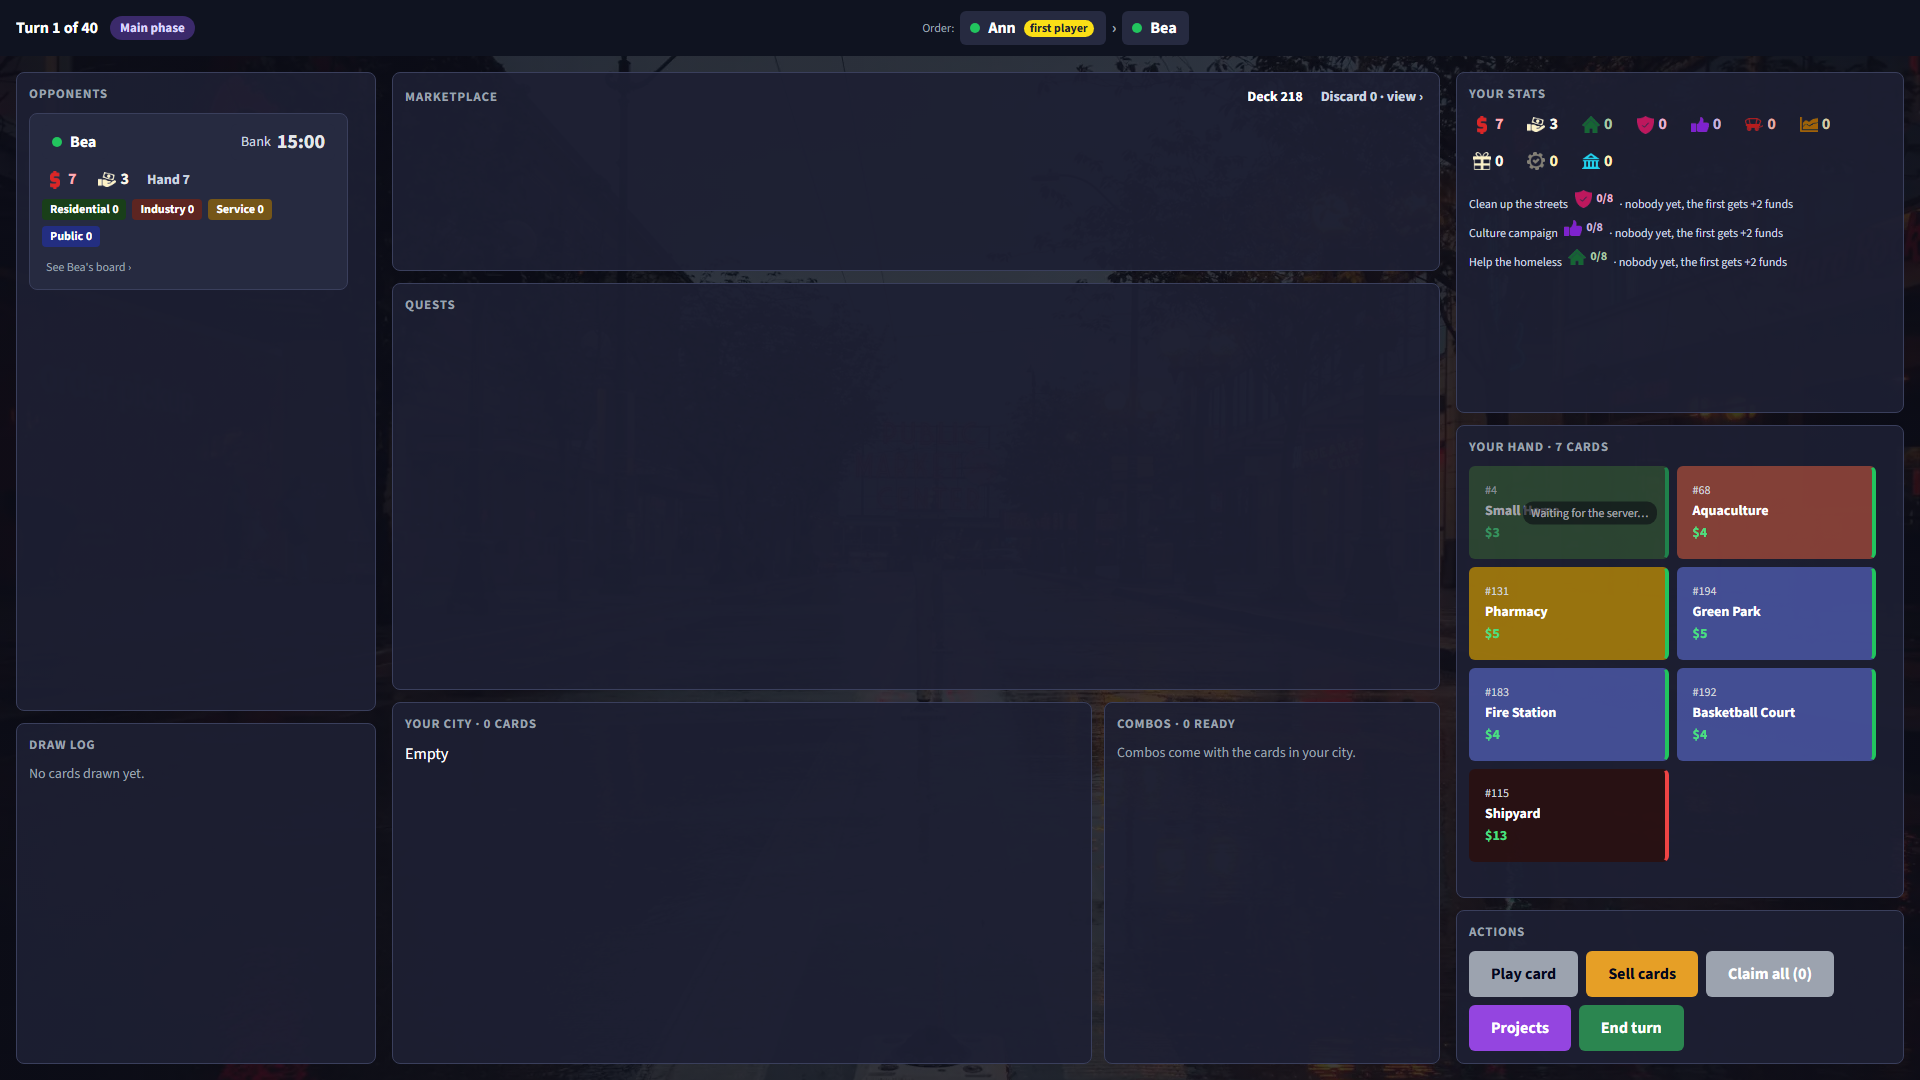 Turn 1 of 40 Main phase
Order: Ann first player › Bea
OPPONENTS
Bea Bank 15:00
$ 7 3 Hand 7
Residential 0 Industry 0 Service 0
Public 0
See Bea's board ›
DRAW LOG
No cards drawn yet.
MARKETPLACE Deck 218 Discard 0 · view ›
QUESTS
YOUR CITY · 0 CARDS
Empty
COMBOS · 0 READY
Combos come with the cards in your city.
YOUR STATS
$ 7 3 0 0 0 0 0
0 0 0
Clean up the streets 0/8 · nobody yet, the first gets +2 funds
Culture campaign 0/8 · nobody yet, the first gets +2 funds
Help the homeless 0/8 · nobody yet, the first gets +2 funds
YOUR HAND · 7 CARDS
#4
Small
Waiting for the server…
$3
#68
Aquaculture
$4
#131
Pharmacy
$5
#194
Green Park
$5
#183
Fire Station
$4
#192
Basketball Court
$4
#115
Shipyard
$13
ACTIONS
Play card Sell cards Claim all (0)
Projects End turn